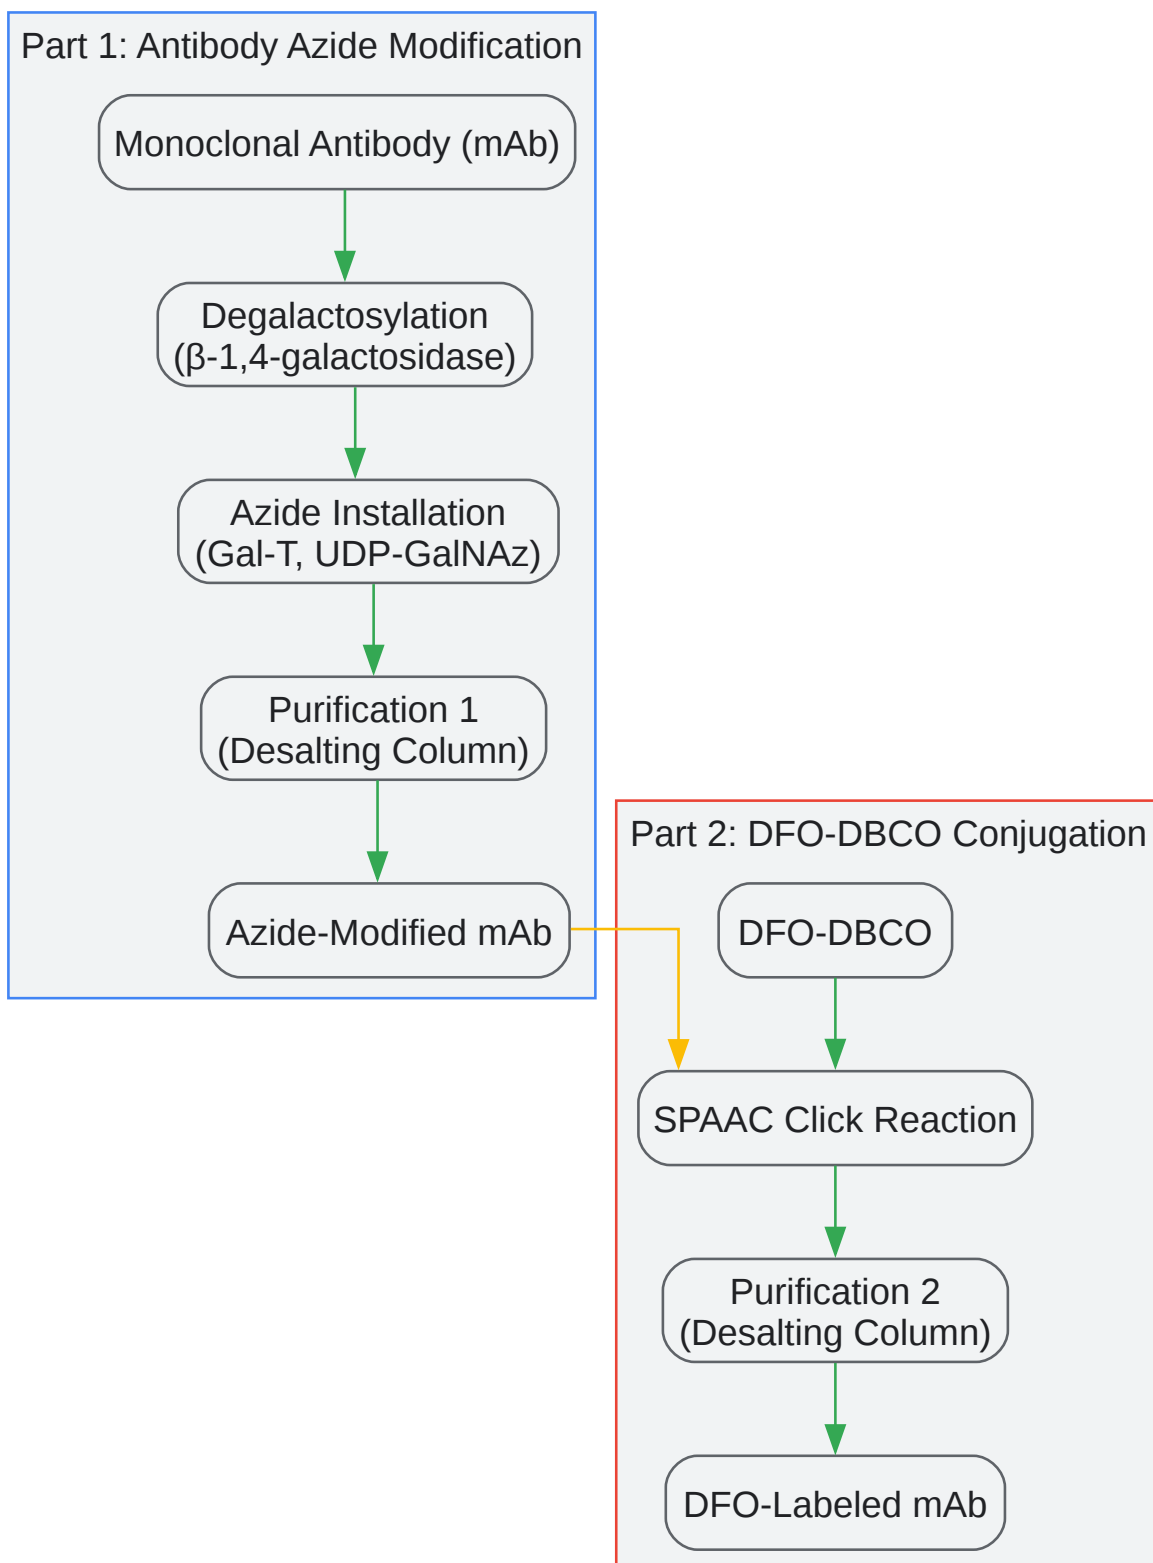 Part 1: Antibody Azide Modification
Monoclonal Antibody (mAb)
Degalactosylation
(β-1,4-galactosidase)
Azide Installation
(Gal-T, UDP-GalNAz)
Purification 1
(Desalting Column)
Azide-Modified mAb
Part 2: DFO-DBCO Conjugation
DFO-DBCO
SPAAC Click Reaction
Purification 2
(Desalting Column)
DFO-Labeled mAb